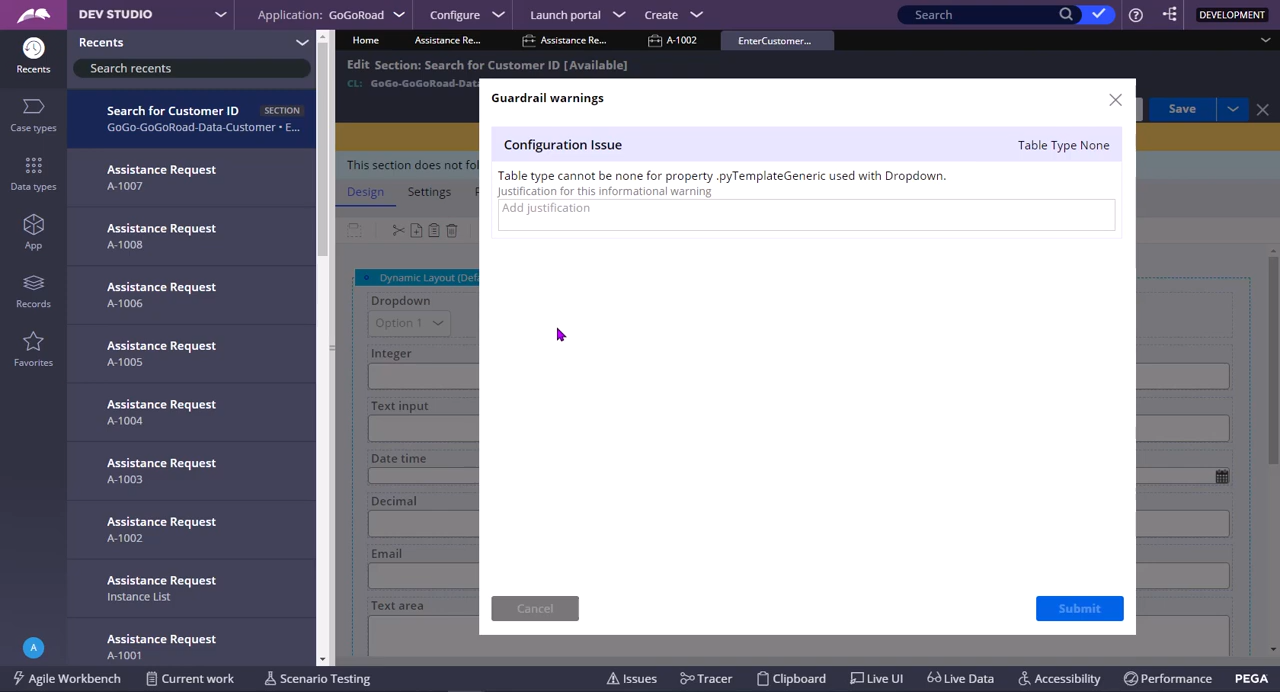 DEV STUDIO
Application: GoGoRoad
Configure
Launch portal
Create
Search
DEVELOPMENT
Recents
Recents
Search recents
Case types
Data types
App
Records
Favorites
A
Search for Customer ID SECTION
GoGo-GoGoRoad-Data-Customer • E...
Assistance Request
A-1007
Assistance Request
A-1008
Assistance Request
A-1006
Assistance Request
A-1005
Assistance Request
A-1004
Assistance Request
A-1003
Assistance Request
A-1002
Assistance Request
Instance List
Assistance Request
A-1001
Home
Assistance Re...
Assistance Re...
A-1002
EnterCustomer...
Edit Section: Search for Customer ID [Available]
CL: GoGo-GoGoRoad-Data
Save
This section does not fol
Design
Settings
Dynamic Layout (Defa
Dropdown
Option 1
Integer
Text input
Date time
Decimal
Email
Text area
Guardrail warnings
Configuration Issue Table Type None
Table type cannot be none for property .pyTemplateGeneric used with Dropdown.
Justification for this informational warning
Add justification
Cancel
Submit
Agile Workbench
Current work
Scenario Testing
Issues
Tracer
Clipboard
Live UI
Live Data
Accessibility
Performance
PEGA